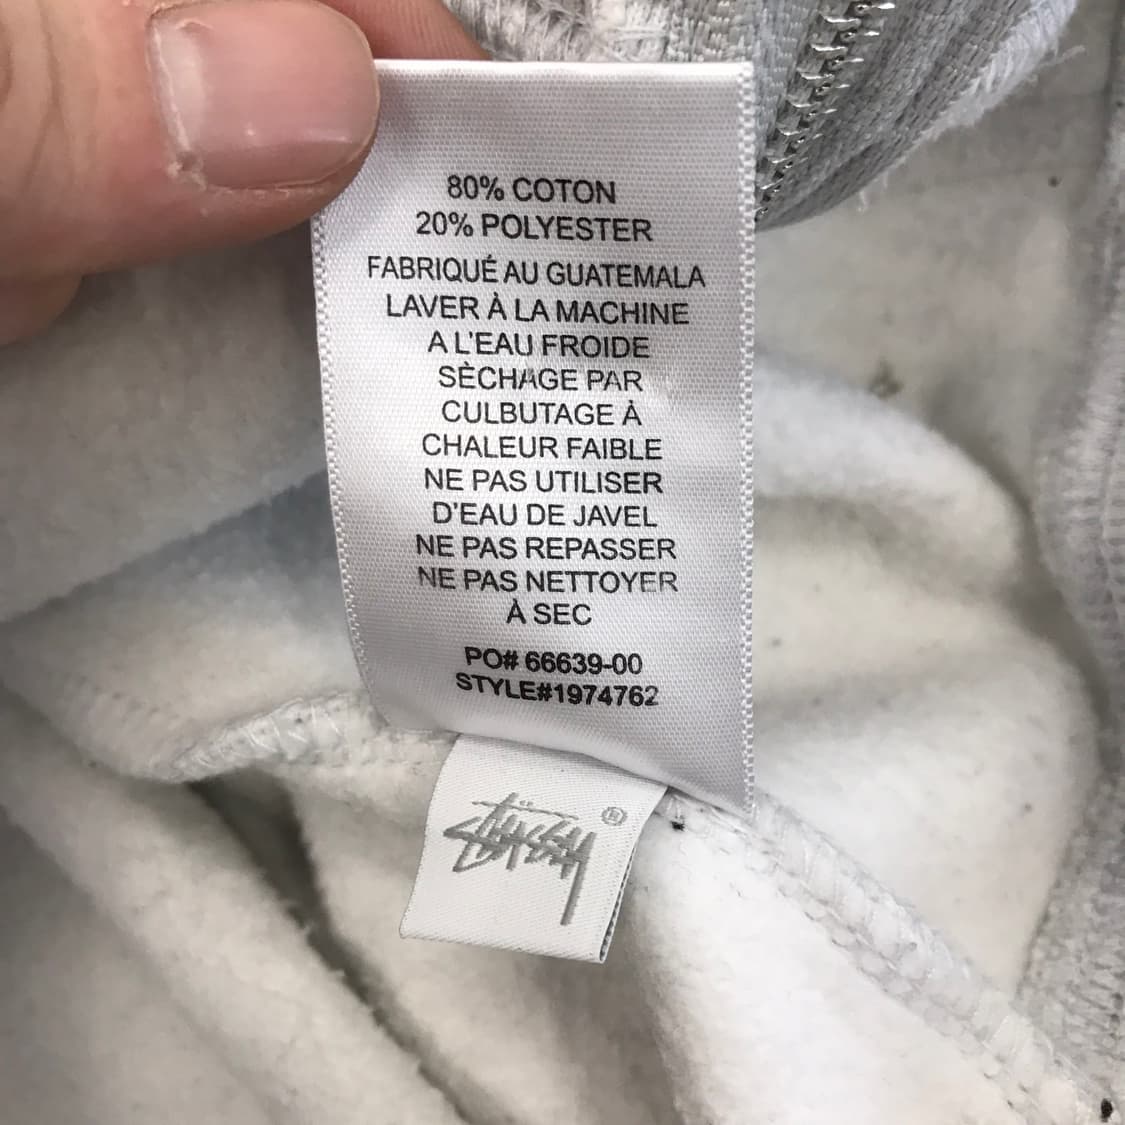 80% COTON
20% POLYESTER
FABRIQUÉ AU GUATEMALA
LAVER À LA MACHINE
A L'EAU FROIDE
SÈCHAGE PAR
CULBUTAGE À
CHALEUR FAIBLE
NE PAS UTILISER
D'EAU DE JAVEL
NE PAS REPASSER
NE PAS NETTOYER
À SEC
PO# 66639-00
STYLE#1974762
STÜSSY ®